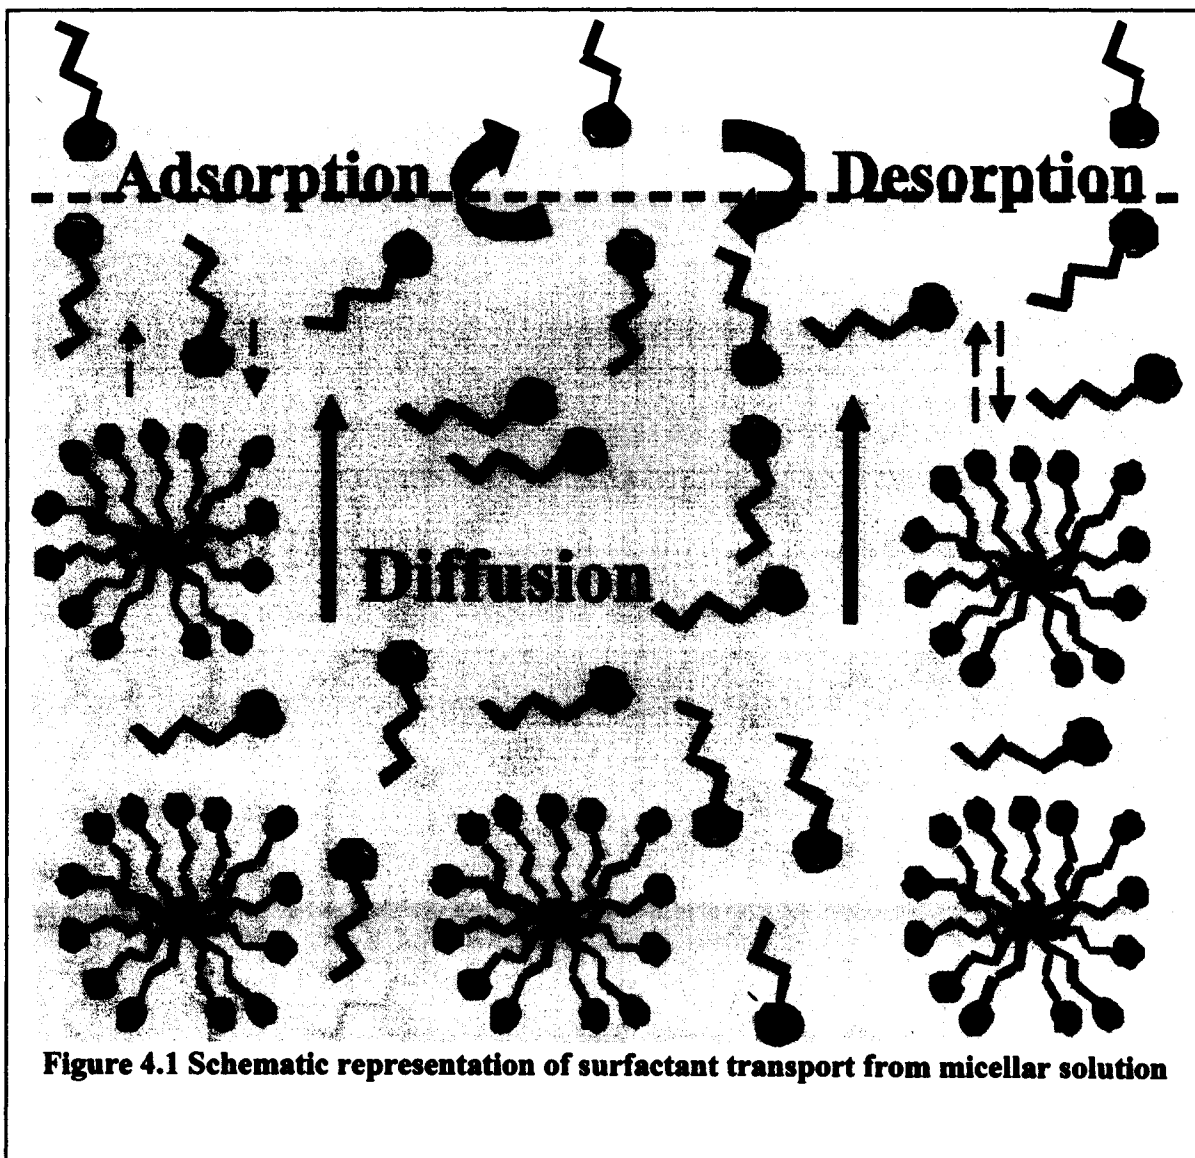 Adsorption
Desorption
Diffusion
Figure 4.1 Schematic representation of surfactant transport from micellar solution